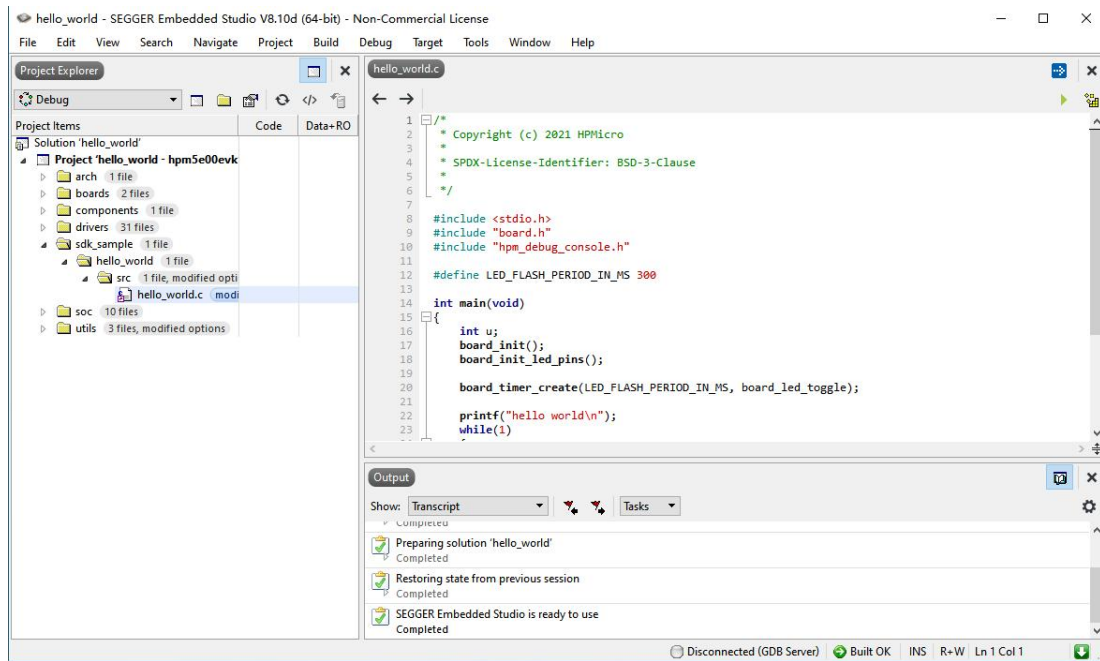 hello_world - SEGGER Embedded Studio V8.10d (64-bit) - Non-Commercial License
File Edit View Search Navigate Project Build Debug Target Tools Window Help
Project Explorer
Debug
Project Items Code Data+RO
Solution 'hello_world'
Project 'hello_world - hpm5e00evk
arch 1 file
boards 2 files
components 1 file
drivers 31 files
sdk_sample 1 file
hello_world 1 file
src 1 file, modified opti
hello_world.c modi
soc 10 files
utils 3 files, modified options
hello_world.c
1 /*
2 * Copyright (c) 2021 HPMicro
3 *
4 * SPDX-License-Identifier: BSD-3-Clause
5 *
6 */
7
8 #include <stdio.h>
9 #include "board.h"
10 #include "hpm_debug_console.h"
11
12 #define LED_FLASH_PERIOD_IN_MS 300
13
14 int main(void)
15 {
16 int u;
17 board_init();
18 board_init_led_pins();
19
20 board_timer_create(LED_FLASH_PERIOD_IN_MS, board_led_toggle);
21
22 printf("hello world\n");
23 while(1)
Output
Show: Transcript Tasks
Completed
Preparing solution 'hello_world'
Completed
Restoring state from previous session
Completed
SEGGER Embedded Studio is ready to use
Completed
Disconnected (GDB Server) Built OK INS R+W Ln 1 Col 1